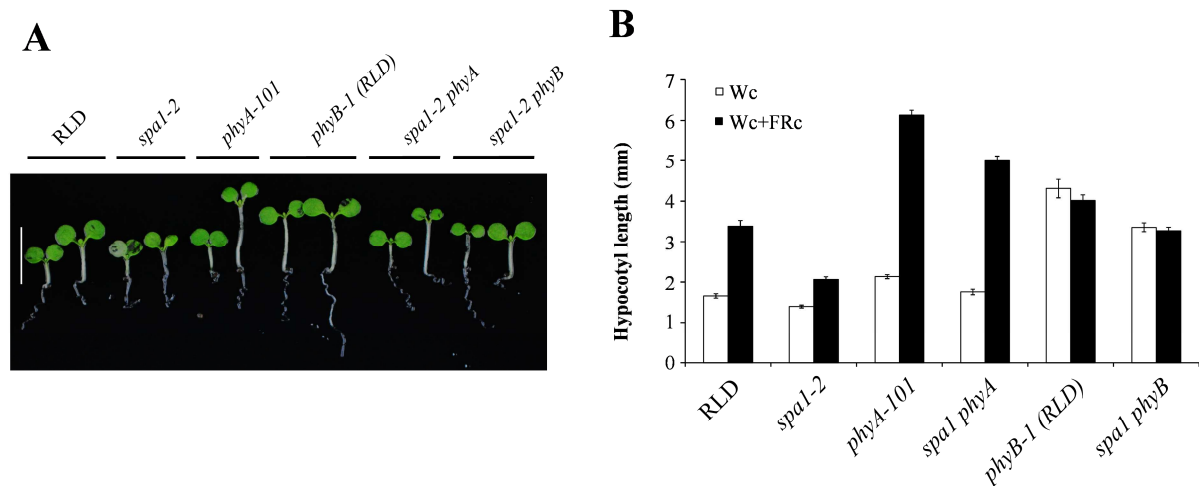 A
RLD
spa1-2
phyA-101
phyB-1 (RLD)
spa1-2 phyA
spa1-2 phyB
B
Hypocotyl length (mm)
7
6
5
4
3
2
1
0
Wc
Wc+FRc
RLD
spa1-2
phyA-101
spa1 phyA
phyB-1 (RLD)
spa1 phyB